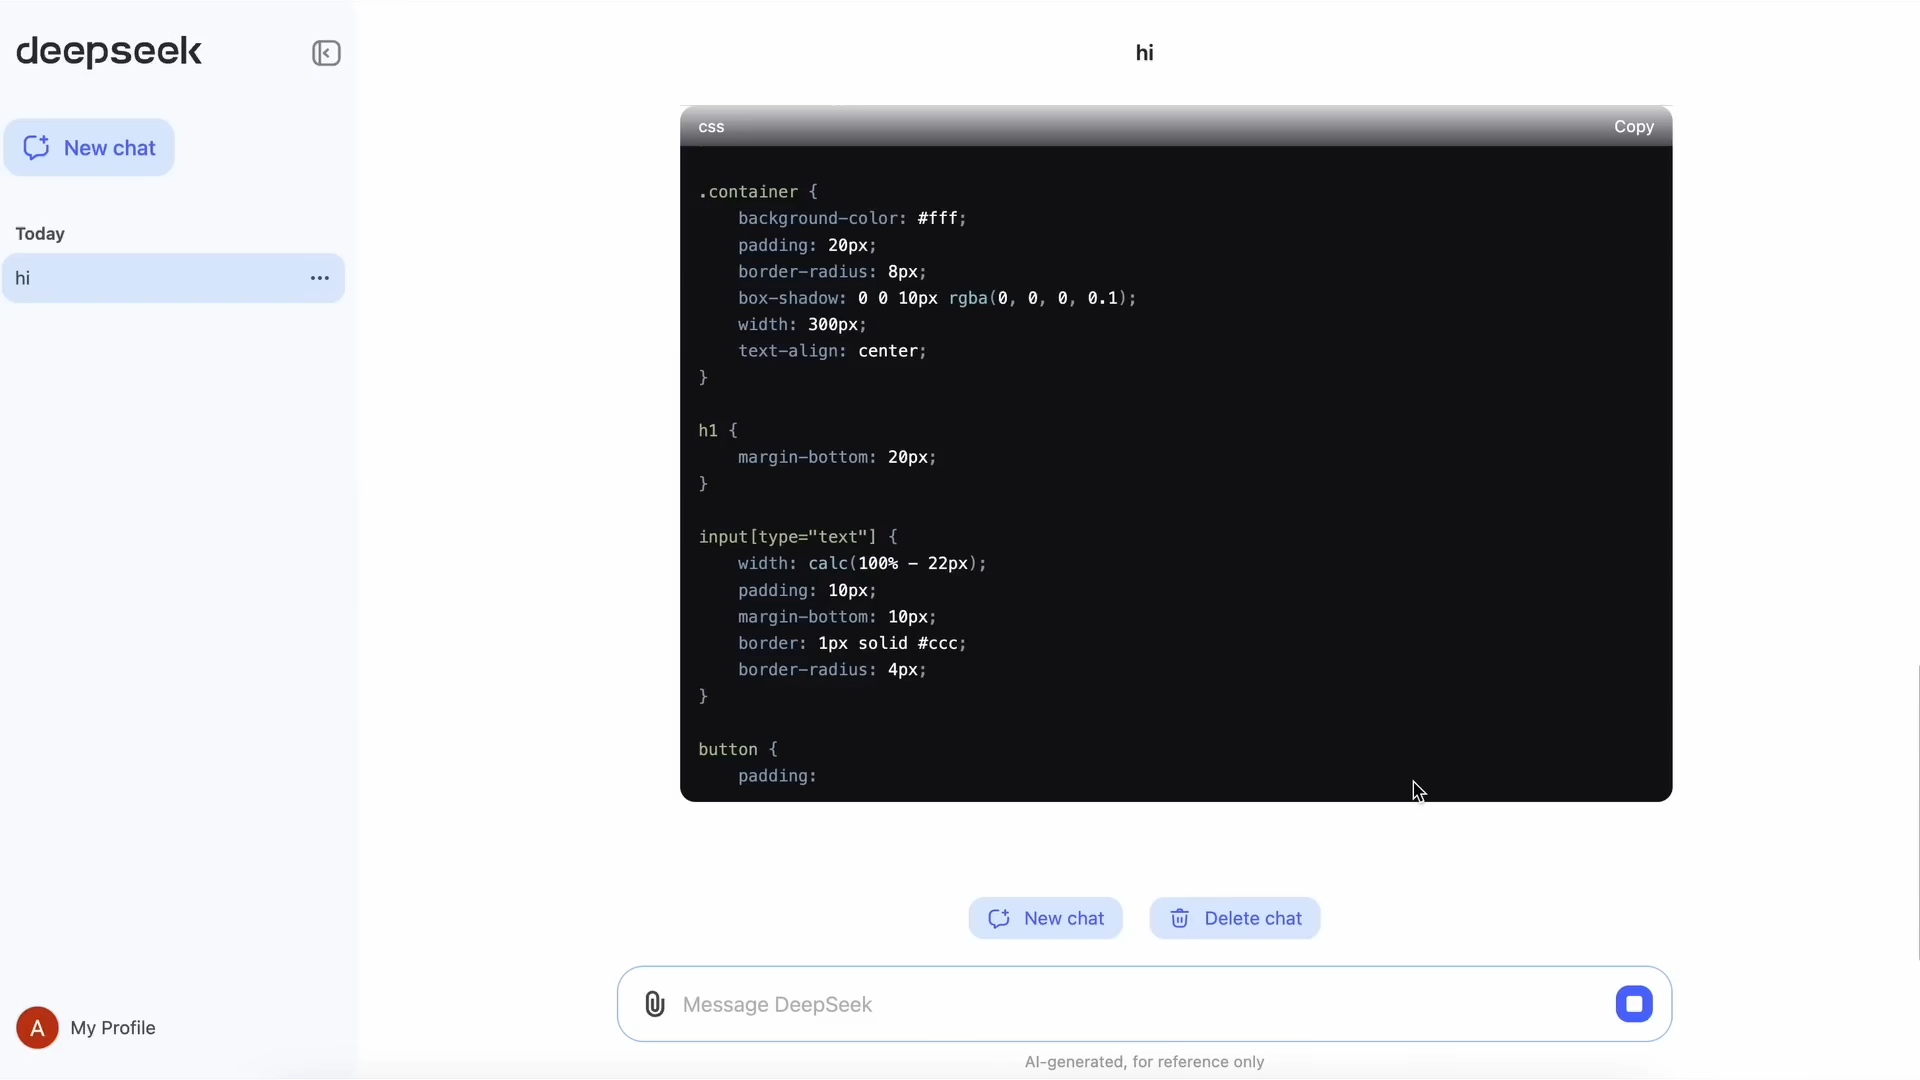 deepseek
New chat
Today
hi
...
My Profile
A
hi
css
Copy
.container {
    background-color: #fff;
    padding: 20px;
    border-radius: 8px;
    box-shadow: 0 0 10px rgba(0, 0, 0, 0.1);
    width: 300px;
    text-align: center;
}
h1 {
    margin-bottom: 20px;
}
input[type="text"] {
    width: calc(100% - 22px);
    padding: 10px;
    margin-bottom: 10px;
    border: 1px solid #ccc;
    border-radius: 4px;
}
button {
    padding:
New chat
Delete chat
Message DeepSeek
AI-generated, for reference only